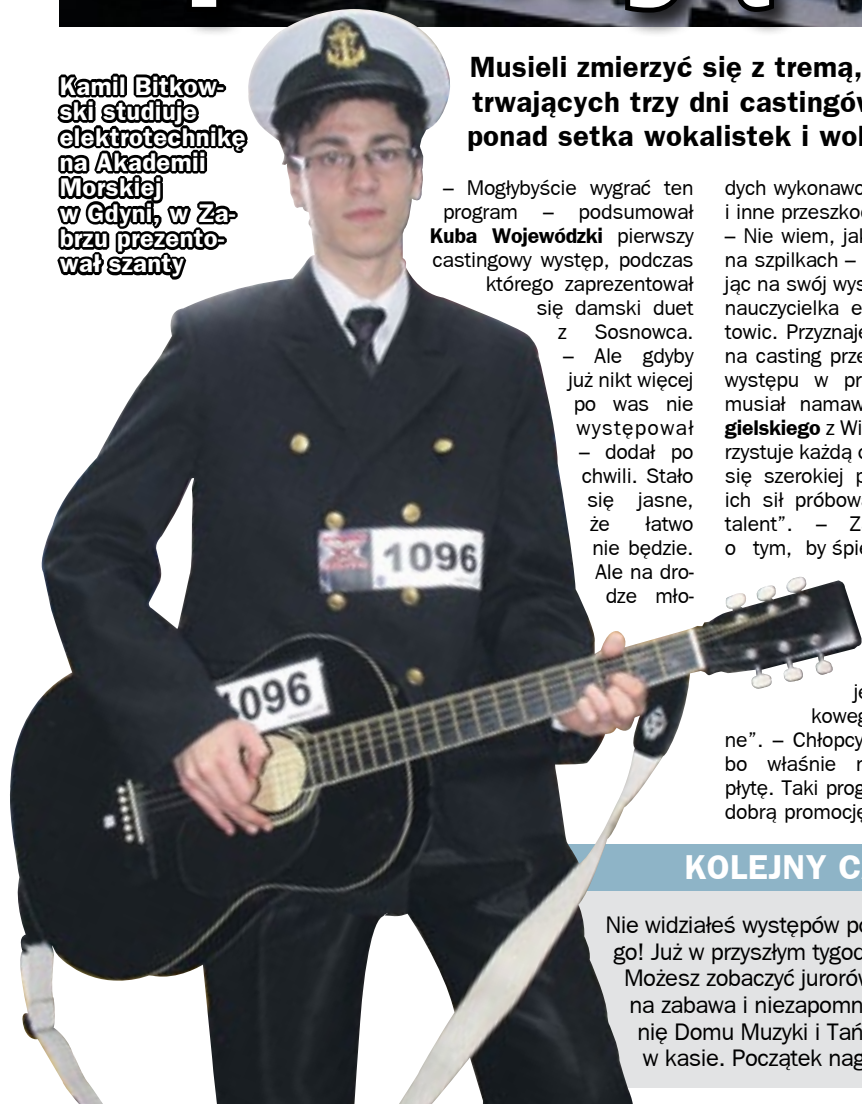 Kamil Bitkow-
ski studiuje
elektrotechnikę
na Akademii
Morskiej
w Gdyni, w Za-
brzu prezento-
wał szanty
Musieli zmierzyć się z tremą,
trwających trzy dni castingów
ponad setka wokalistek i wo
– Mogłybyście wygrać ten
program – podsumował
Kuba Wojewódzki pierwszy
castingowy występ, podczas
którego zaprezentował
się damski duet
z Sosnowca.
– Ale gdyby
już nikt więcej
po was nie
występował
– dodał po
chwili. Stało
się jasne,
że łatwo
nie będzie.
Ale na dro-
dze mło-
dych wykonawc
i inne przeszko
– Nie wiem, jak
na szpilkach –
jąc na swój wys
nauczycielka e
towic. Przyznaje
na casting prze
występu w pr
musiał namaw
gielskiego z Wi
rzystuje każdą o
się szerokiej p
ich sił próbowa
talent”. – Z
o tym, by śpie
je
koweg
ne”. – Chłopcy
bo właśnie n
płytę. Taki prog
dobrą promocję
1096
1096
KOLEJNY C
Nie widziałeś występów po
go! Już w przyszłym tygod
Możesz zobaczyć jurorów
na zabawa i niezapomn
nię Domu Muzyki i Tań
w kasie. Początek nag